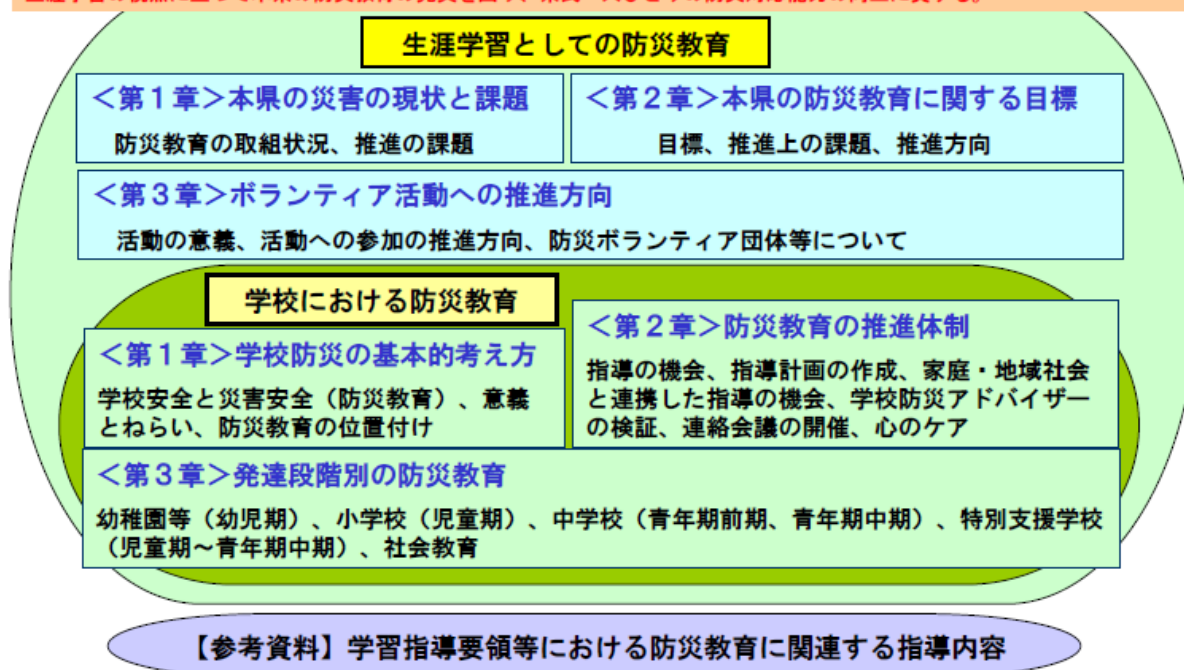 生涯学習としての防災教育
＜第１章＞本県の災害の現状と課題
防災教育の取組状況、推進の課題
＜第２章＞本県の防災教育に関する目標
目標、推進上の課題、推進方向
＜第３章＞ボランティア活動への推進方向
活動の意義、活動への参加の推進方向、防災ボランティア団体等について
学校における防災教育
＜第１章＞学校防災の基本的考え方
学校安全と災害安全（防災教育）、意義
とねらい、防災教育の位置付け
＜第２章＞防災教育の推進体制
指導の機会、指導計画の作成、家庭・地域社会
と連携した指導の機会、学校防災アドバイザー
の検証、連絡会議の開催、心のケア
＜第３章＞発達段階別の防災教育
幼稚園等（幼児期）、小学校（児童期）、中学校（青年期前期、青年期中期）、特別支援学校
（児童期～青年期中期）、社会教育
【参考資料】学習指導要領等における防災教育に関連する指導内容